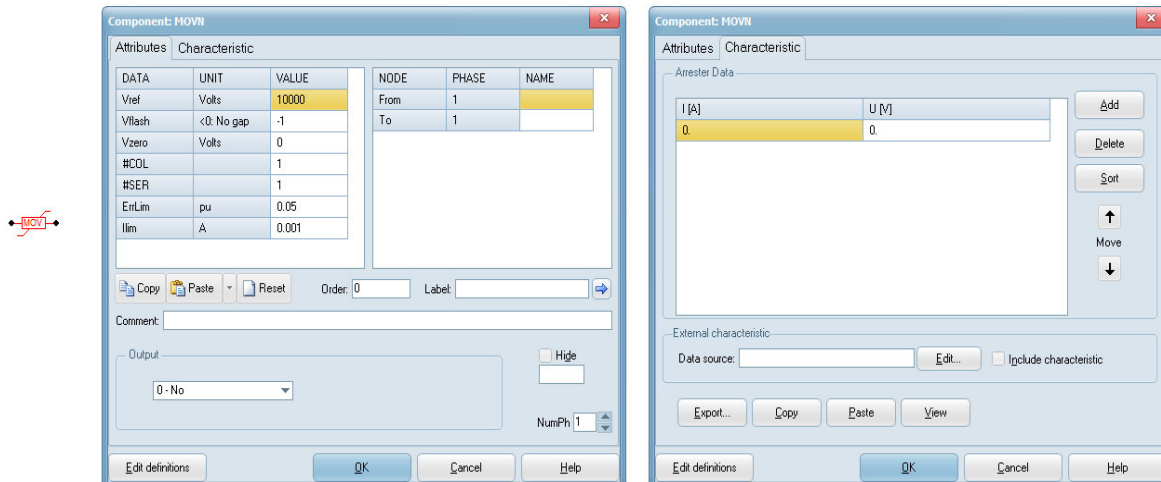 MOV
Component: MOVN
Attributes Characteristic
DATA UNIT VALUE
Vref Volts 10000
Vflash <0: No gap -1
Vzero Volts 0
#COL 1
#SER 1
ErrLim pu 0.05
Ilim A 0.001
NODE PHASE NAME
From 1
To 1
Copy Paste Reset Order: 0 Label:
Comment:
Output
0 - No
Hide
NumPh 1
Edit definitions OK Cancel Help
Component: MOVN
Attributes Characteristic
Arrester Data
I [A] U [V]
0. 0.
Add
Delete
Sort
Move
External characteristic
Data source: Edit... Include characteristic
Export... Copy Paste View
Edit definitions OK Cancel Help